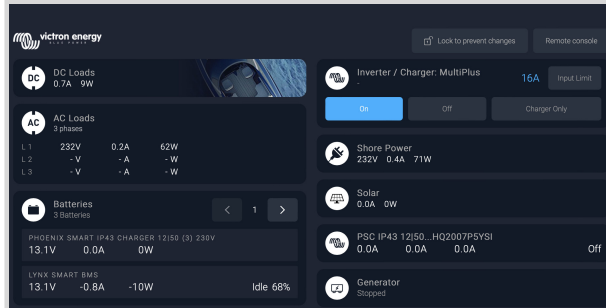 victron energy
BLUE POWER
Lock to prevent changes
Remote console
DC
DC Loads
0.7A 9W
AC
AC Loads
3 phases
L 1 232V 0.2A 62W
L 2 - V - A - W
L 3 - V - A - W
Batteries
3 Batteries
< 1 >
PHOENIX SMART IP43 CHARGER 12|50 (3) 230V
13.1V 0.0A 0W
LYNX SMART BMS
13.1V -0.8A -10W Idle 68%
Inverter / Charger: MultiPlus
-
16A Input Limit
On Off Charger Only
Shore Power
232V 0.4A 71W
Solar
0.0A 0W
PSC IP43 12|50...HQ2007P5YSI
0.0A 0.0A 0.0A Off
Generator
Stopped